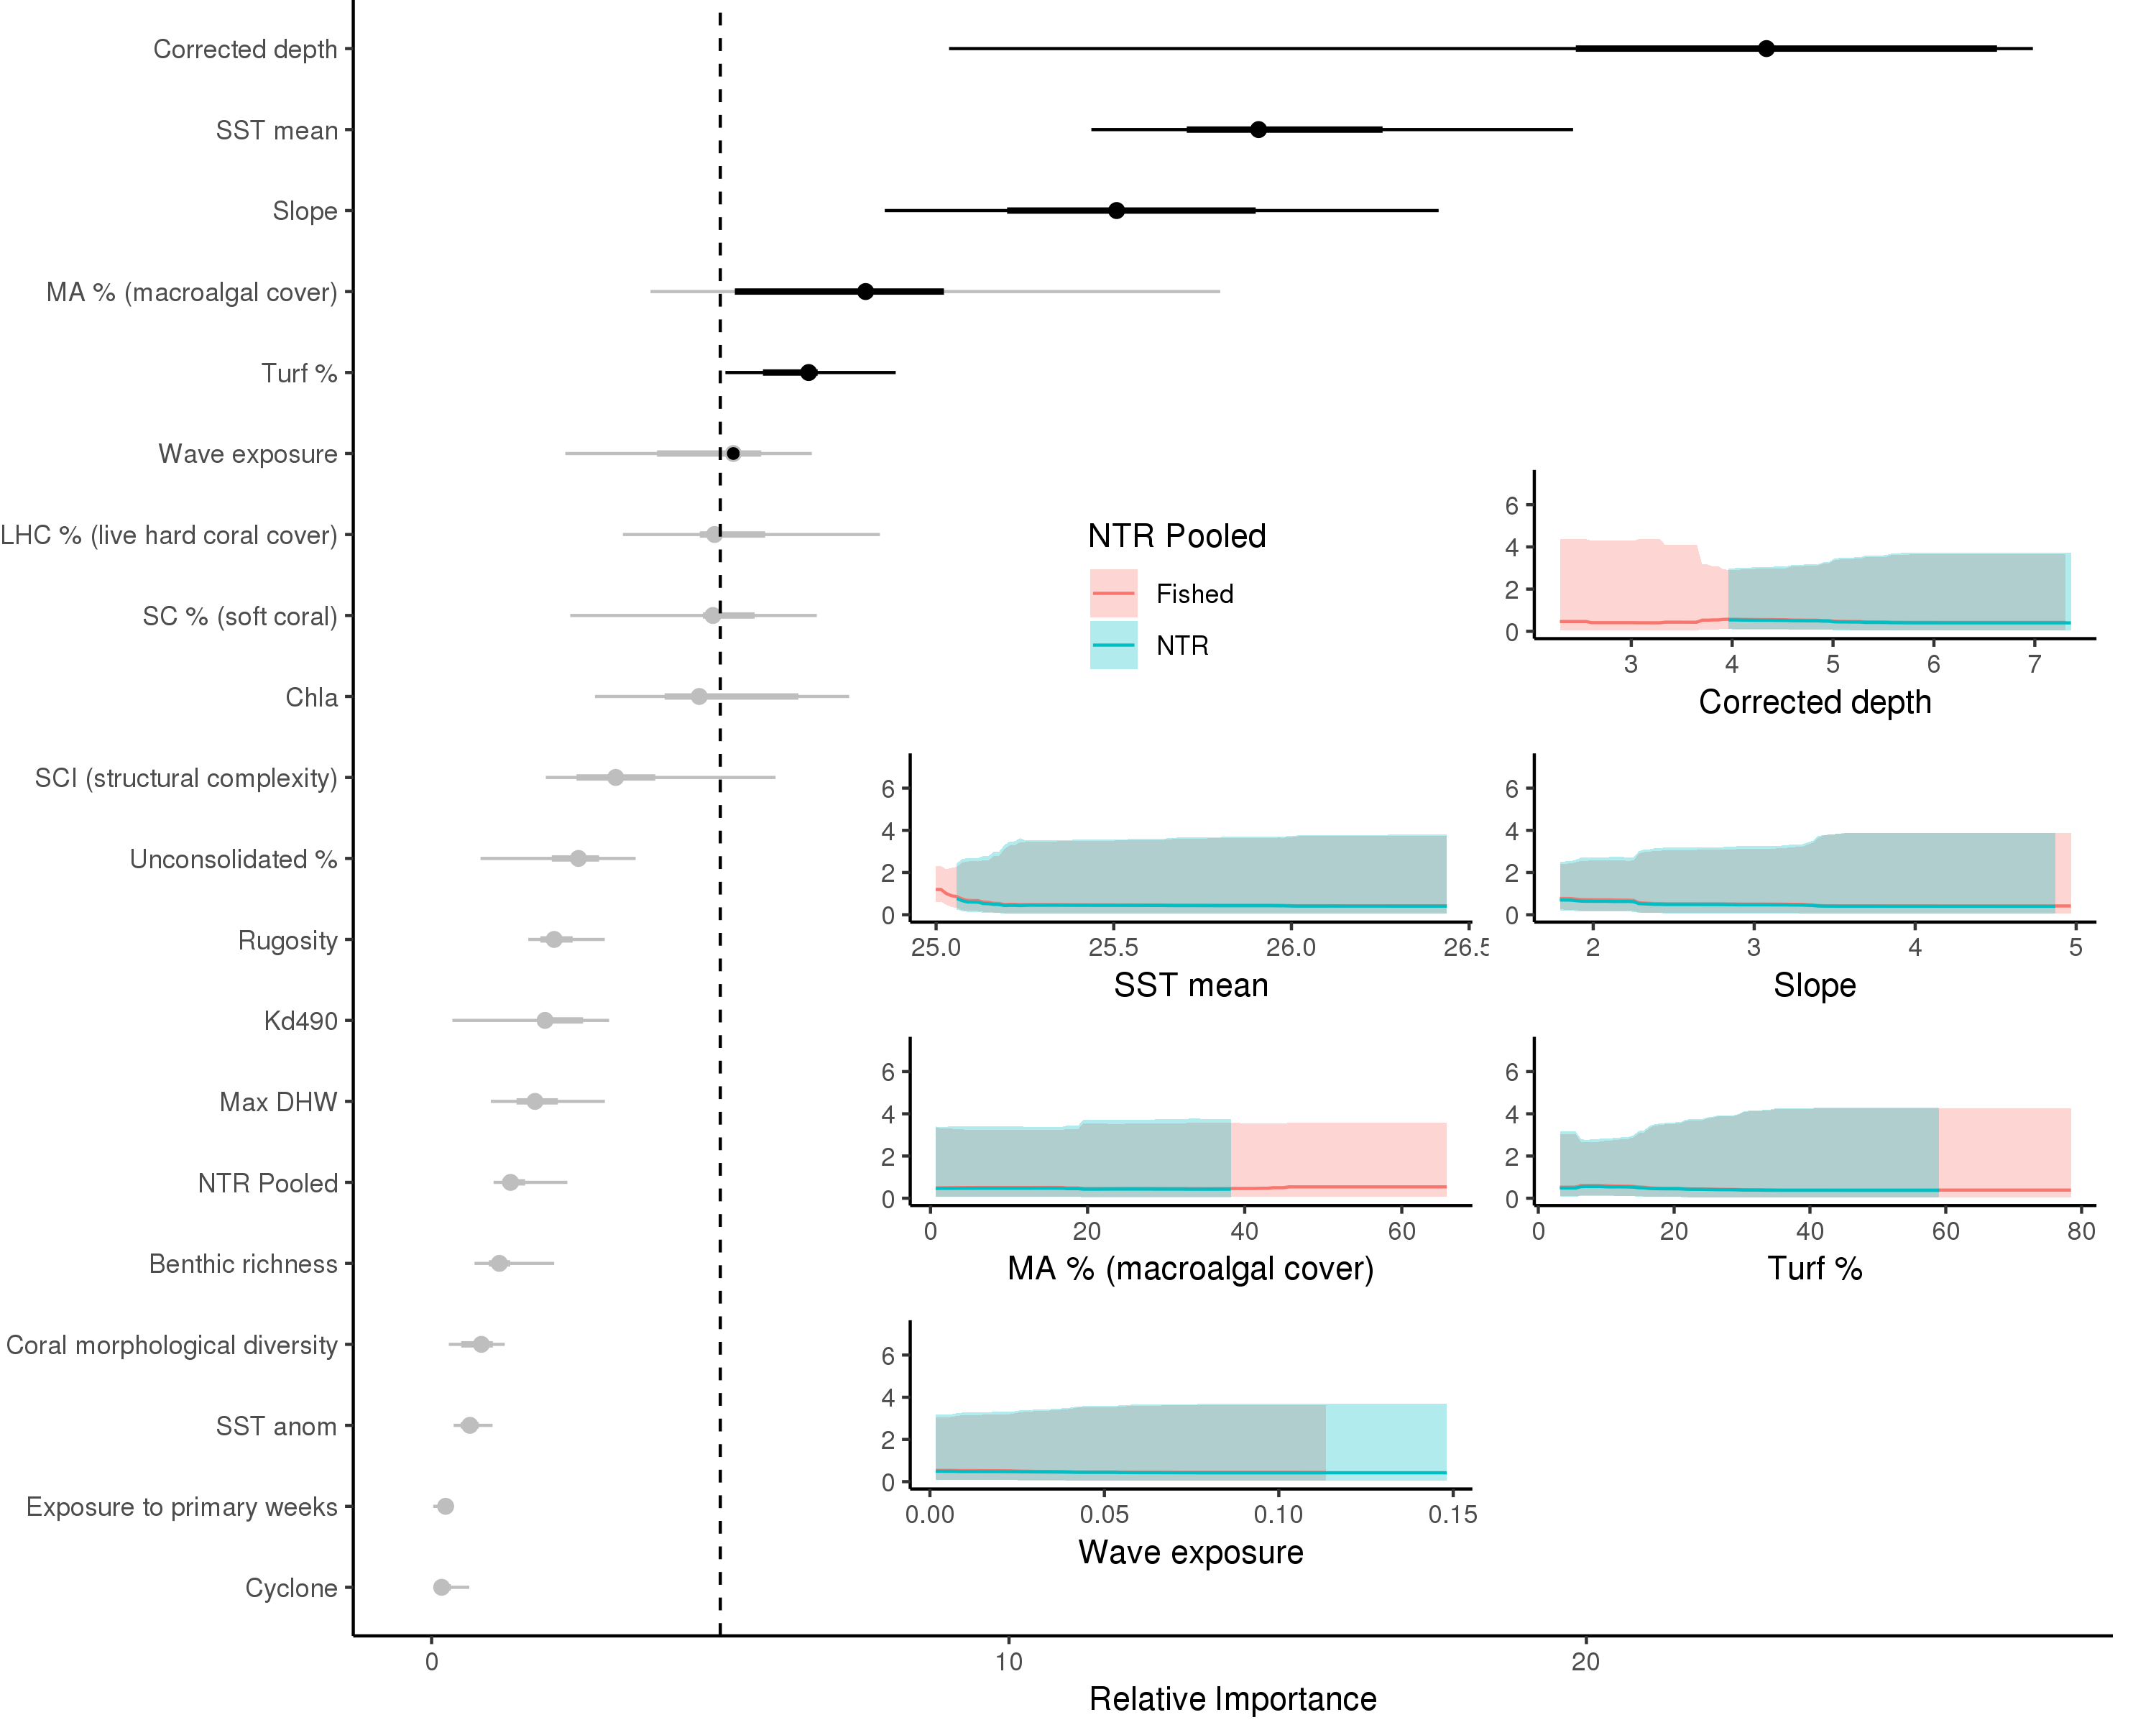 Corrected depth
SST mean
Slope
MA % (macroalgal cover)
Turf %
Wave exposure
LHC % (live hard coral cover)
SC % (soft coral)
Chla
SCI (structural complexity)
Unconsolidated %
Rugosity
Kd490
Max DHW
NTR Pooled
Benthic richness
Coral morphological diversity
SST anom
Exposure to primary weeks
Cyclone
0 10 20
Relative Importance
NTR Pooled
Fished
NTR
6
4
2
0
3 4 5 6 7
Corrected depth
6
4
2
0
25.0 25.5 26.0 26.5
SST mean
6
4
2
0
2 3 4 5
Slope
6
4
2
0
0 20 40 60
MA % (macroalgal cover)
6
4
2
0
0 20 40 60 80
Turf %
6
4
2
0
0.00 0.05 0.10 0.15
Wave exposure